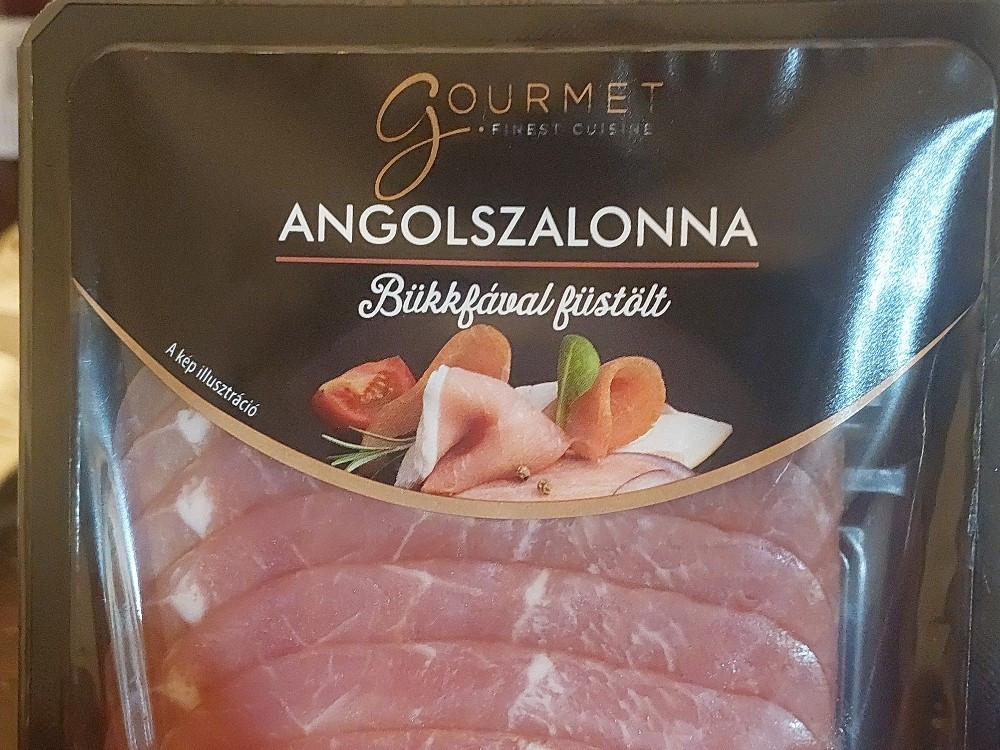 GOURMET
• FINEST CUISINE
ANGOLSZALONNA
Bükkfával füstölt
A kép illusztráció